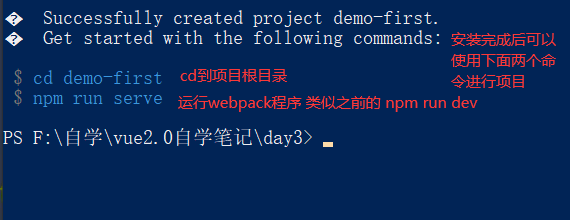 � Successfully created project demo-first.
� Get started with the following commands: 安装完成后可以
使用下面两个命
令进行项目
$ cd demo-first cd到项目根目录
$ npm run serve 运行webpack程序 类似之前的 npm run dev
PS F:\自学\vue2.0自学笔记\day3> _